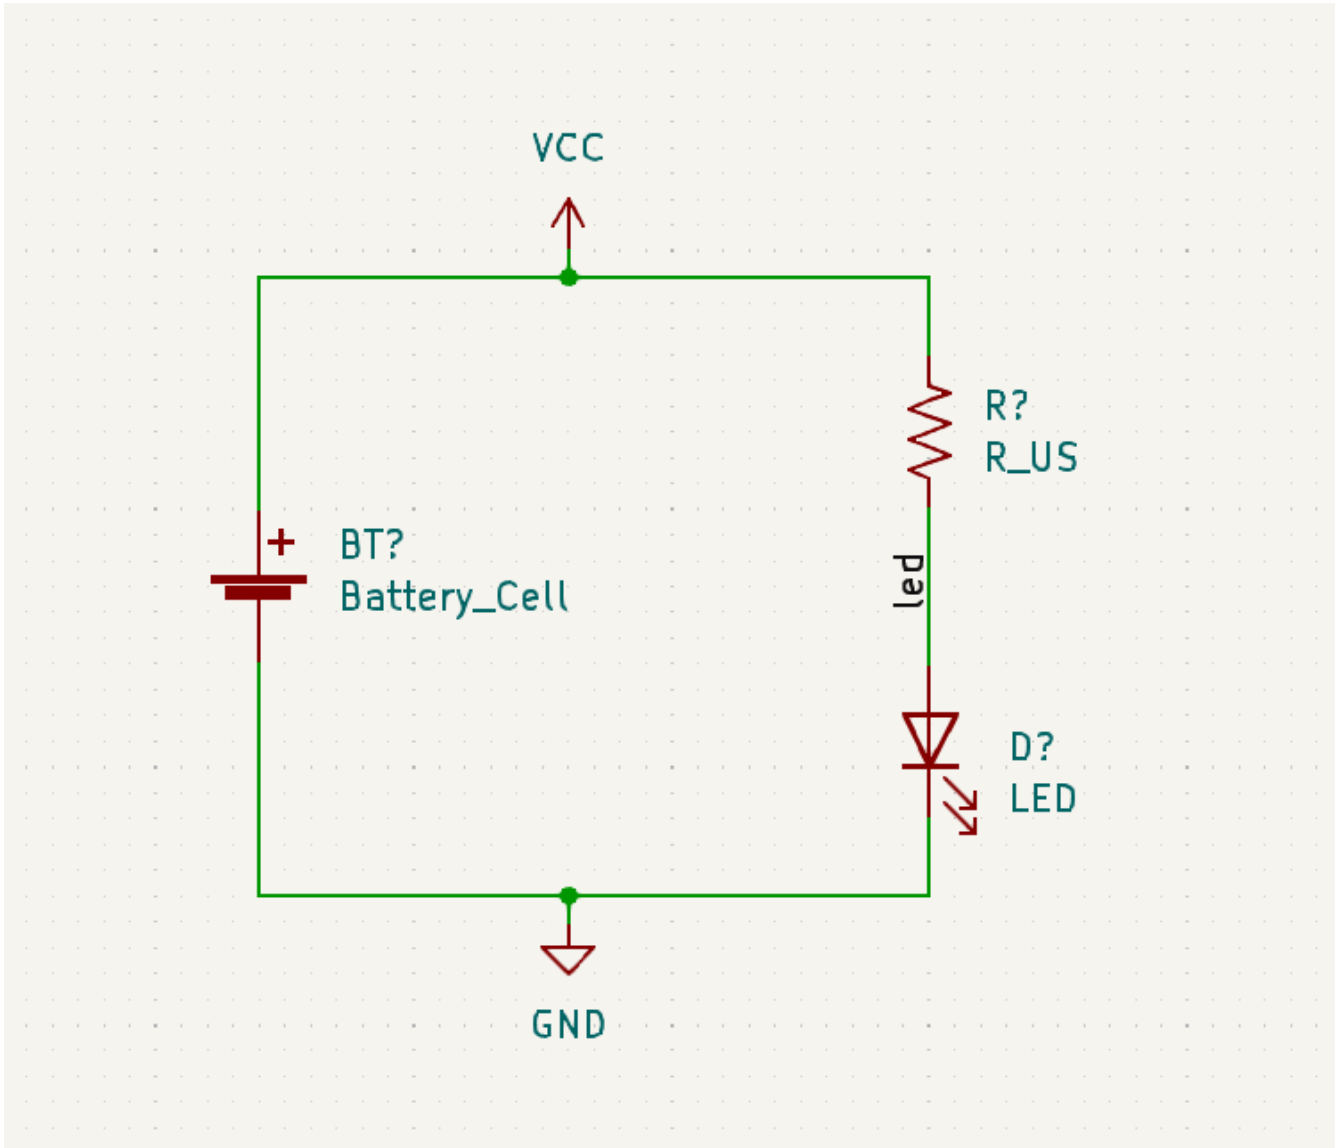 VCC
R?
R_US
BT?
Battery_Cell
led
D?
LED
GND